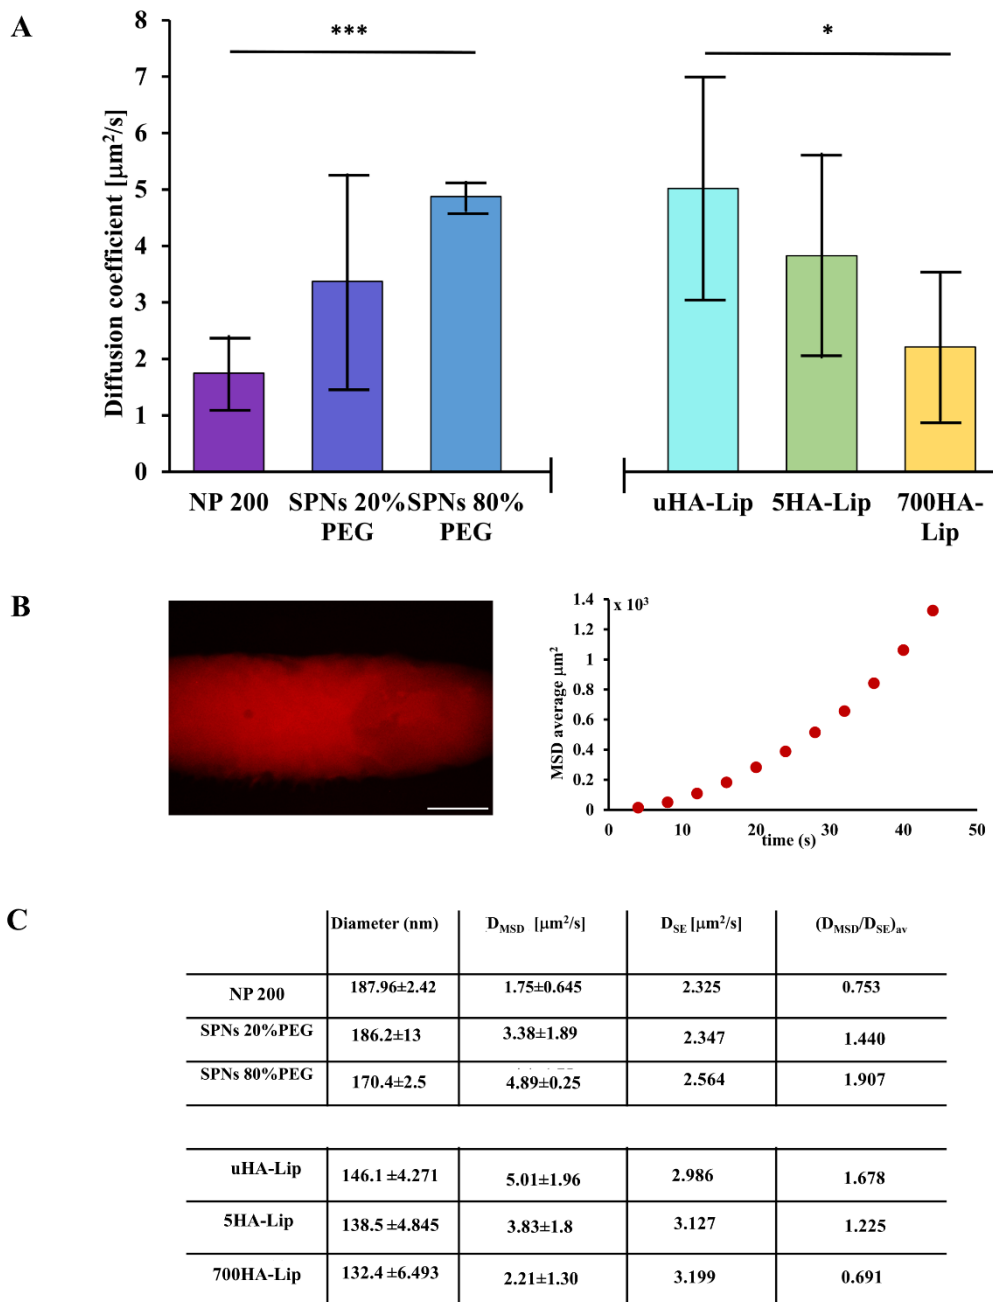 A
Diffusion coefficient [μm²/s]
8
7
6
5
4
3
2
1
0
***
*
NP 200
SPNs 20%
PEG
SPNs 80%
PEG
uHA-Lip
5HA-Lip
700HA-
Lip
B
MSD average μm²
x 10³
1.4
1.2
1
0.8
0.6
0.4
0.2
0
0 10 20 30 40 50
time (s)
C
Diameter (nm) D_MSD [μm²/s] D_SE [μm²/s] (D_MSD/D_SE)av
NP 200 187.96±2.42 1.75±0.645 2.325 0.753
SPNs 20%PEG 186.2±13 3.38±1.89 2.347 1.440
SPNs 80%PEG 170.4±2.5 4.89±0.25 2.564 1.907
uHA-Lip 146.1 ±4.271 5.01±1.96 2.986 1.678
5HA-Lip 138.5 ±4.845 3.83±1.8 3.127 1.225
700HA-Lip 132.4 ±6.493 2.21±1.30 3.199 0.691